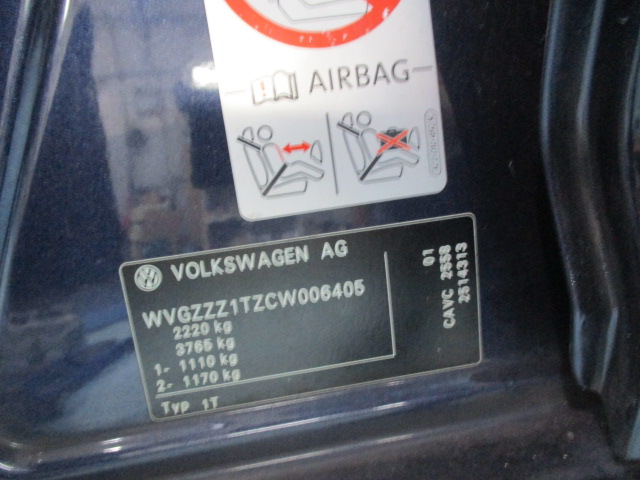 AIRBAG
VOLKSWAGEN AG
WVGZZZ1TZCW006405
2220 kg
3765 kg
1- 1110 kg
2- 1170 kg
Typ 1T
01
CAVC 2558
2514313